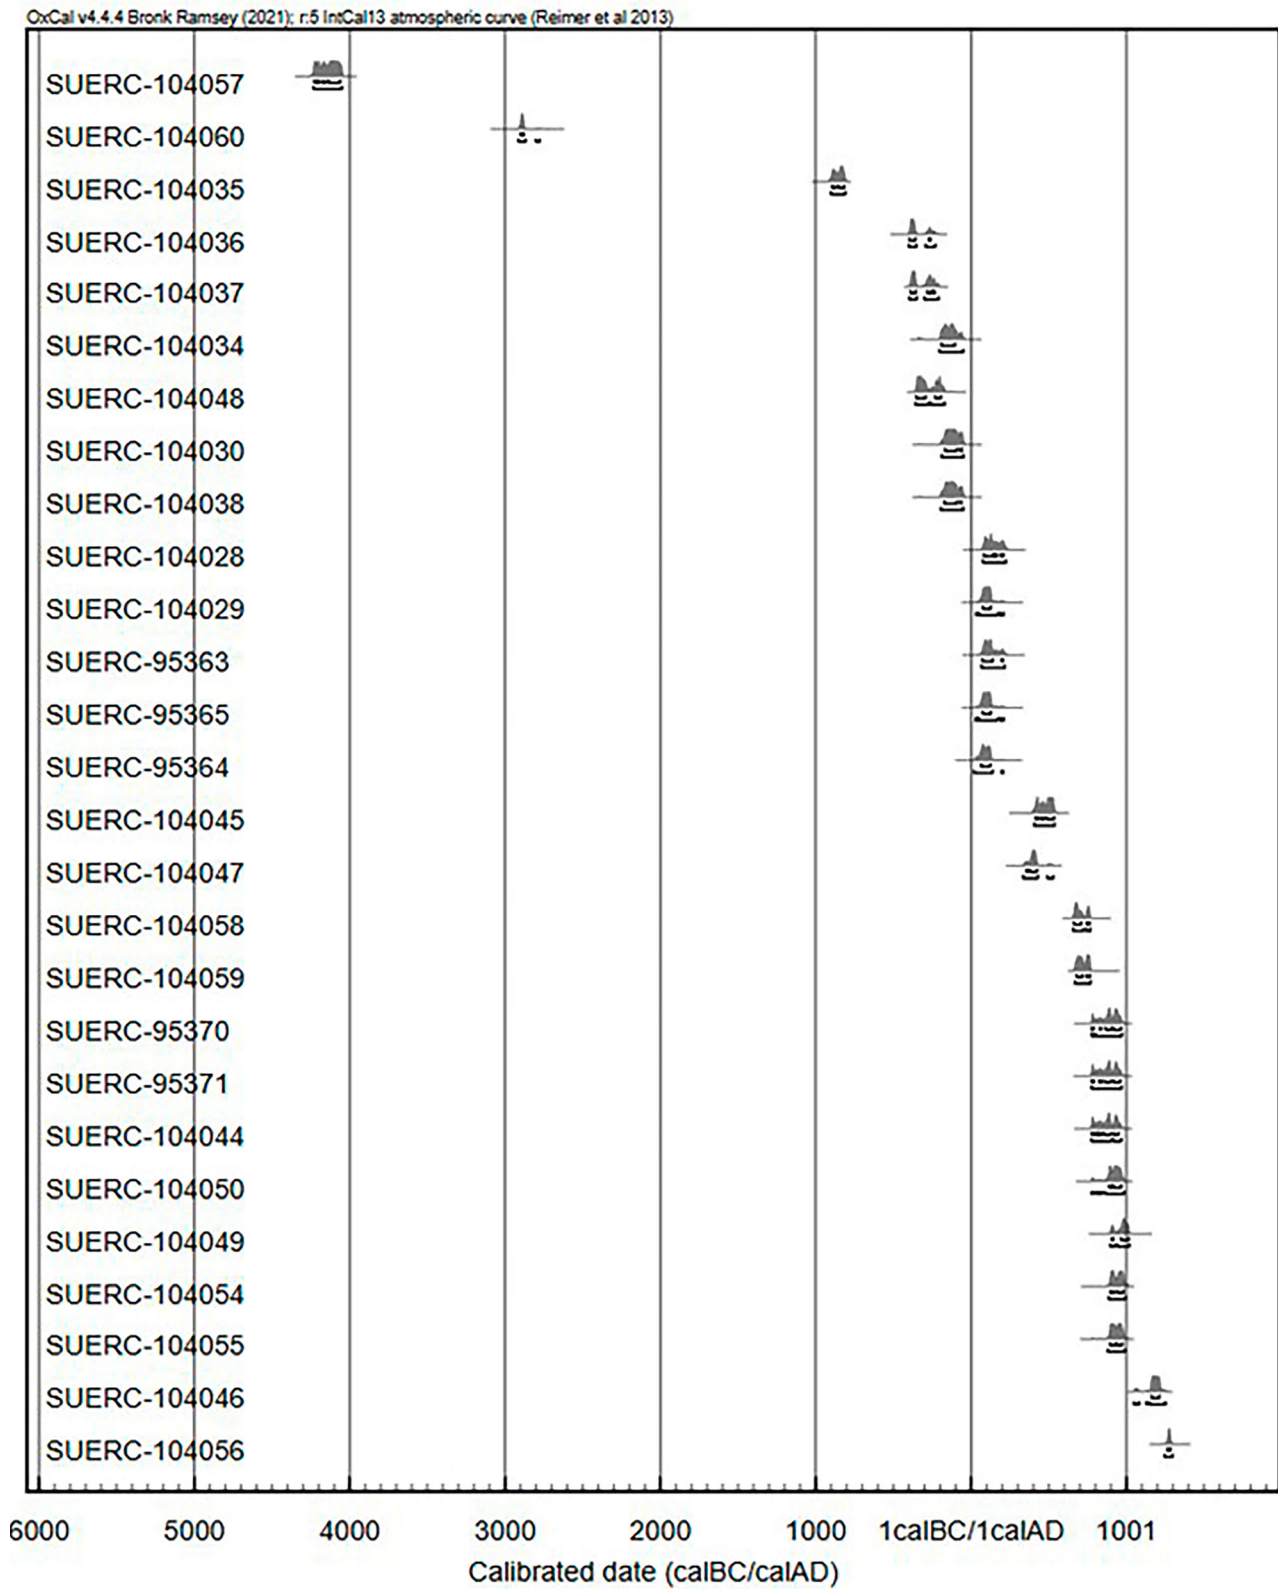 OxCal v4.4.4 Bronk Ramsey (2021); r:5 IntCal13 atmospheric curve (Reimer et al 2013)
SUERC-104057
SUERC-104060
SUERC-104035
SUERC-104036
SUERC-104037
SUERC-104034
SUERC-104048
SUERC-104030
SUERC-104038
SUERC-104028
SUERC-104029
SUERC-95363
SUERC-95365
SUERC-95364
SUERC-104045
SUERC-104047
SUERC-104058
SUERC-104059
SUERC-95370
SUERC-95371
SUERC-104044
SUERC-104050
SUERC-104049
SUERC-104054
SUERC-104055
SUERC-104046
SUERC-104056
6000 5000 4000 3000 2000 1000 1calBC/1calAD 1001
Calibrated date (calBC/calAD)